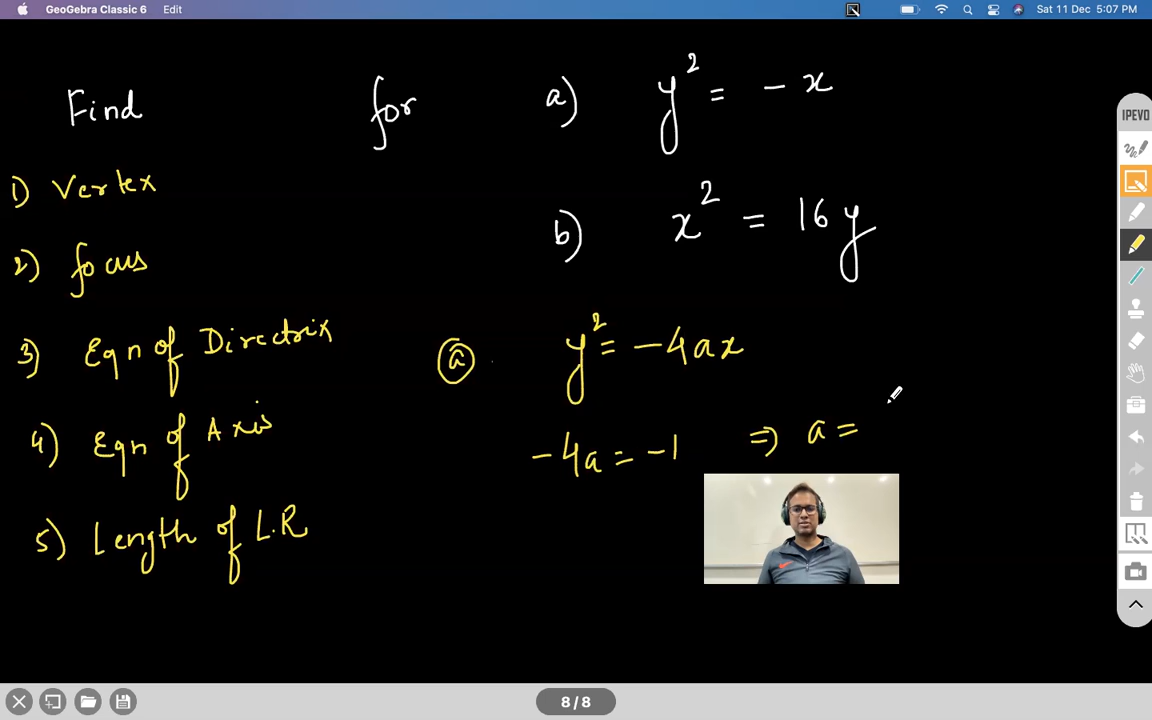 GeoGebra Classic 6 Edit Sat 11 Dec 5:07 PM
Find for a) y² = - x
1) Vertex
b) x² = 16y
2) focus
3) Eqn of Directrix
ⓐ y² = -4ax
4) Eqn of Axis
-4a = -1 ⇒ a =
5) Length of L.R
IPEVO
8 / 8